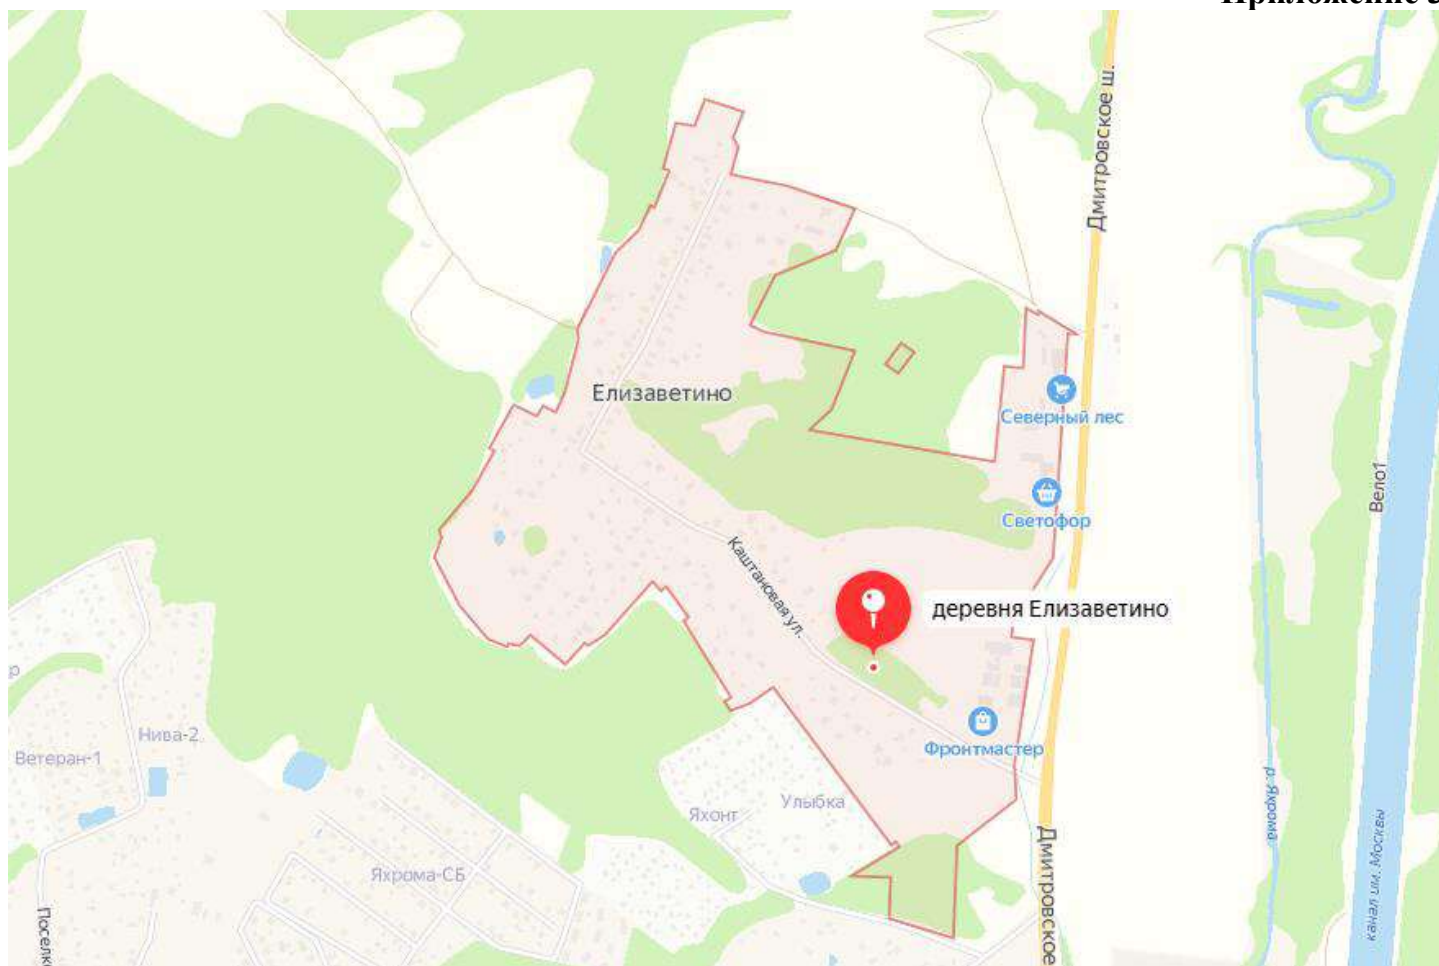 Приложение
Дмитровское ш.
Елизаветино
Северный лес
Вело1
Светофор
Каштановая ул.
деревня Елизаветино
Нива-2
Ветеран-1
Фронтмастер
Улыбка
Яхонт
р. Яхрома
канал им. Москвы
Яхрома-СБ
Дмитровское